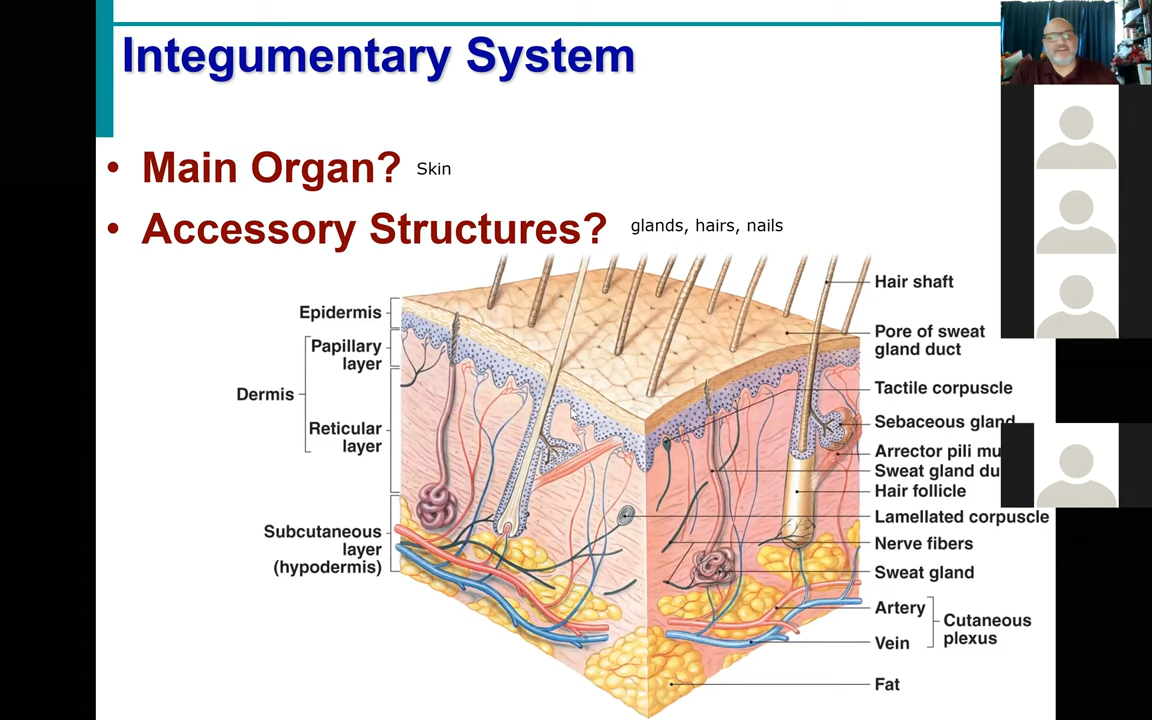 Integumentary System
• Main Organ? Skin
• Accessory Structures? glands, hairs, nails
Epidermis
Papillary
layer
Dermis
Reticular
layer
Subcutaneous
layer
(hypodermis)
Hair shaft
Pore of sweat
gland duct
Tactile corpuscle
Sebaceous gland
Arrector pili
Sweat gland
Hair follicle
Lamellated corpuscle
Nerve fibers
Sweat gland
Artery
Vein
Cutaneous
plexus
Fat